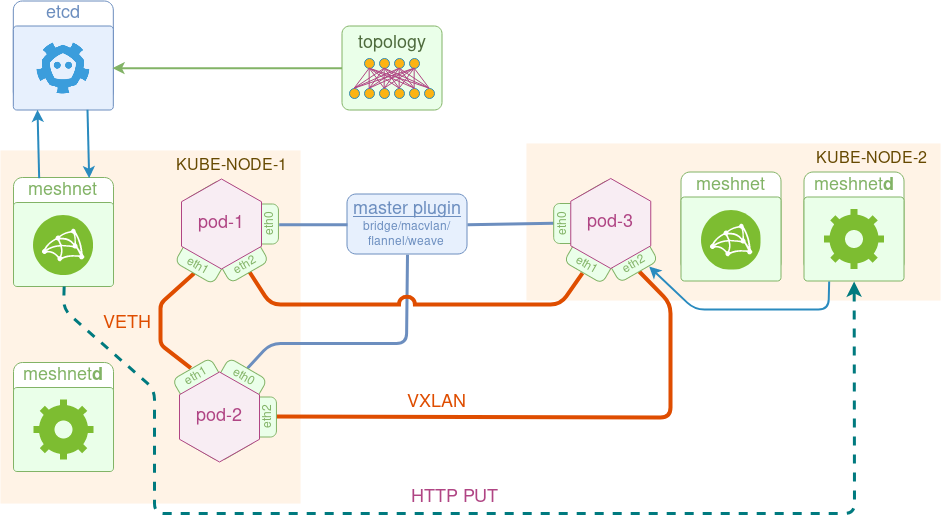 etcd
topology
KUBE-NODE-1
KUBE-NODE-2
meshnet
pod-1
eth0
eth1
eth2
master plugin
bridge/macvlan/
flannel/weave
eth0
pod-3
eth1
eth2
meshnet
meshnetd
VETH
meshnetd
eth1
eth0
pod-2
eth2
VXLAN
HTTP PUT